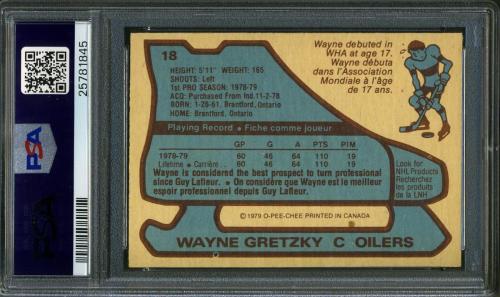 18
HEIGHT: 5'11" WEIGHT: 165
SHOOTS: Left
1st PRO SEASON: 1978-79
ACQ: Purchased From Ind.11-2-78
BORN: 1-26-61, Brantford, Ontario
HOME: Brantford, Ontario
Wayne debuted in
WHA at age 17.
Wayne débuta
dans l'Association
Mondiale à l'âge
de 17 ans.
Playing Record • Fiche comme joueur
GP G A PTS PIM
1978-79 60 46 64 110 19
Lifetime • Carrière 60 46 64 110 19
Wayne is considered the best prospect to turn professional
since Guy Lafleur. • On considère que Wayne est le meilleur
espoir professionnel depuis Guy Lafleur.
Look for
NHL Products
Recherchez
les produits
de la LNH
©1979 O-PEE-CHEE PRINTED IN CANADA
WAYNE GRETZKY C OILERS
25781845
PSA
PSA